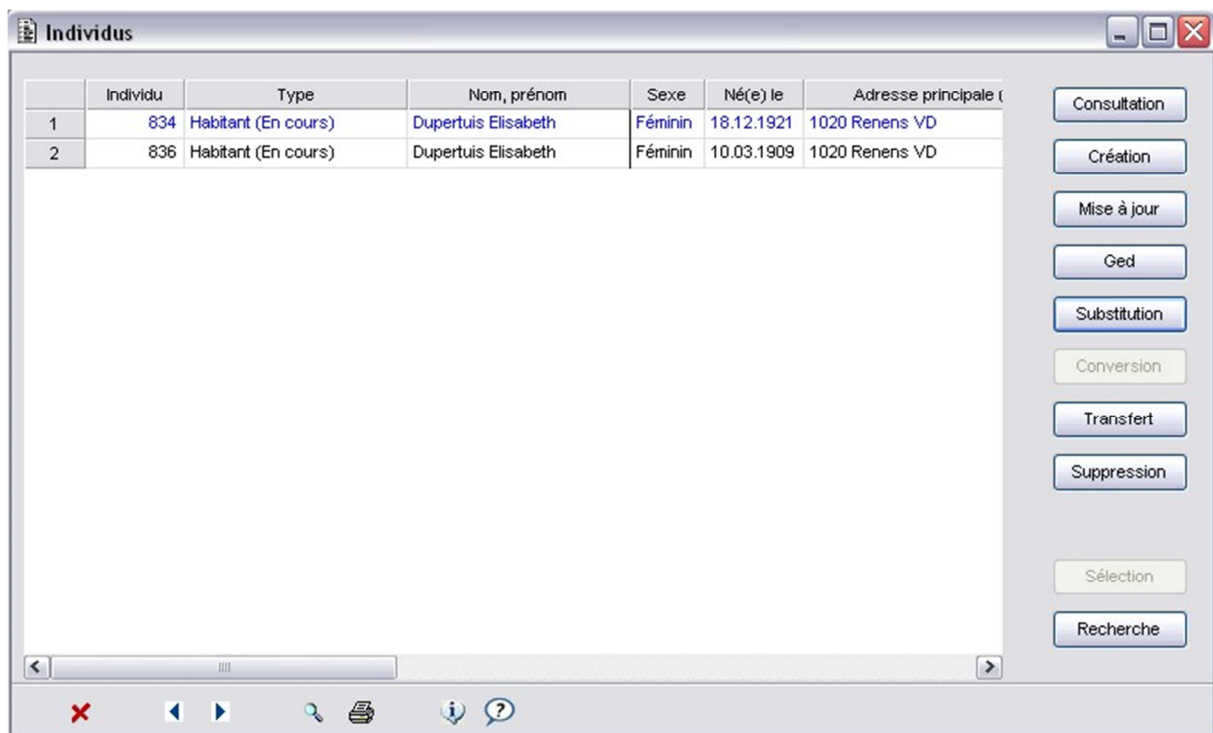 Individus
Individu Type Nom, prénom Sexe Né(e) le Adresse principale (
1 834 Habitant (En cours) Dupertuis Elisabeth Féminin 18.12.1921 1020 Renens VD
2 836 Habitant (En cours) Dupertuis Elisabeth Féminin 10.03.1909 1020 Renens VD
Consultation
Création
Mise à jour
Ged
Substitution
Conversion
Transfert
Suppression
Sélection
Recherche